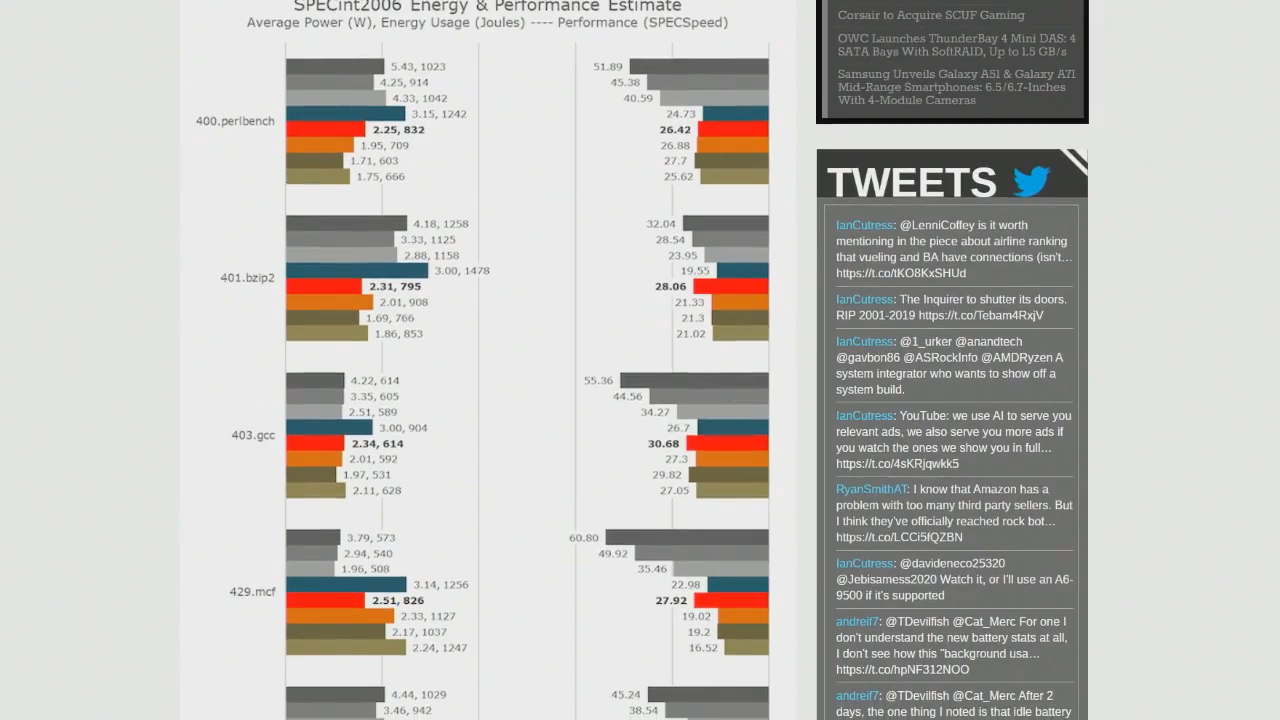 SPECint2006 Energy & Performance Estimate
Average Power (W), Energy Usage (Joules) ---- Performance (SPECSpeed)
400.perlbench
5.43, 1023
4.25, 914
4.33, 1042
3.15, 1242
2.25, 832
1.95, 709
1.71, 603
1.75, 666
51.89
45.38
40.59
24.73
26.42
26.88
27.7
25.62
401.bzip2
4.18, 1258
3.33, 1125
2.88, 1158
3.00, 1478
2.31, 795
2.01, 908
1.69, 766
1.86, 853
32.04
28.54
23.95
19.55
28.06
21.33
21.3
21.02
403.gcc
4.22, 614
3.35, 605
2.51, 589
3.00, 904
2.34, 614
2.01, 592
1.97, 531
2.11, 628
55.36
44.56
34.27
26.7
30.68
27.3
29.82
27.05
429.mcf
3.79, 573
2.94, 540
1.96, 508
3.14, 1256
2.51, 826
2.33, 1127
2.17, 1037
2.24, 1247
60.80
49.92
35.46
22.98
27.92
19.02
19.2
16.52
4.44, 1029
3.46, 942
45.24
38.54
Corsair to Acquire SCUF Gaming
OWC Launches ThunderBay 4 Mini DAS: 4
SATA Bays With SoftRAID, Up to 1.5 GB/s
Samsung Unveils Galaxy A51 & Galaxy A71
Mid-Range Smartphones: 6.5/6.7-Inches
With 4-Module Cameras
TWEETS
IanCutress: @LenniCoffey is it worth
mentioning in the piece about airline ranking
that vueling and BA have connections (isn't…
https://t.co/tKO8KxSHUd
IanCutress: The Inquirer to shutter its doors.
RIP 2001-2019 https://t.co/Tebam4RxjV
IanCutress: @1_urker @anandtech
@gavbon86 @ASRockInfo @AMDRyzen A
system integrator who wants to show off a
system build.
IanCutress: YouTube: we use AI to serve you
relevant ads, we also serve you more ads if
you watch the ones we show you in full…
https://t.co/4sKRjqwkk5
RyanSmithAT: I know that Amazon has a
problem with too many third party sellers. But
I think they've officially reached rock bot…
https://t.co/LCCi5fQZBN
IanCutress: @davideneco25320
@Jebisamess2020 Watch it, or I'll use an A6-
9500 if it's supported
andreif7: @TDevilfish @Cat_Merc For one I
don't understand the new battery stats at all,
I don't see how this "background usa…
https://t.co/hpNF312NOO
andreif7: @TDevilfish @Cat_Merc After 2
days, the one thing I noted is that idle battery